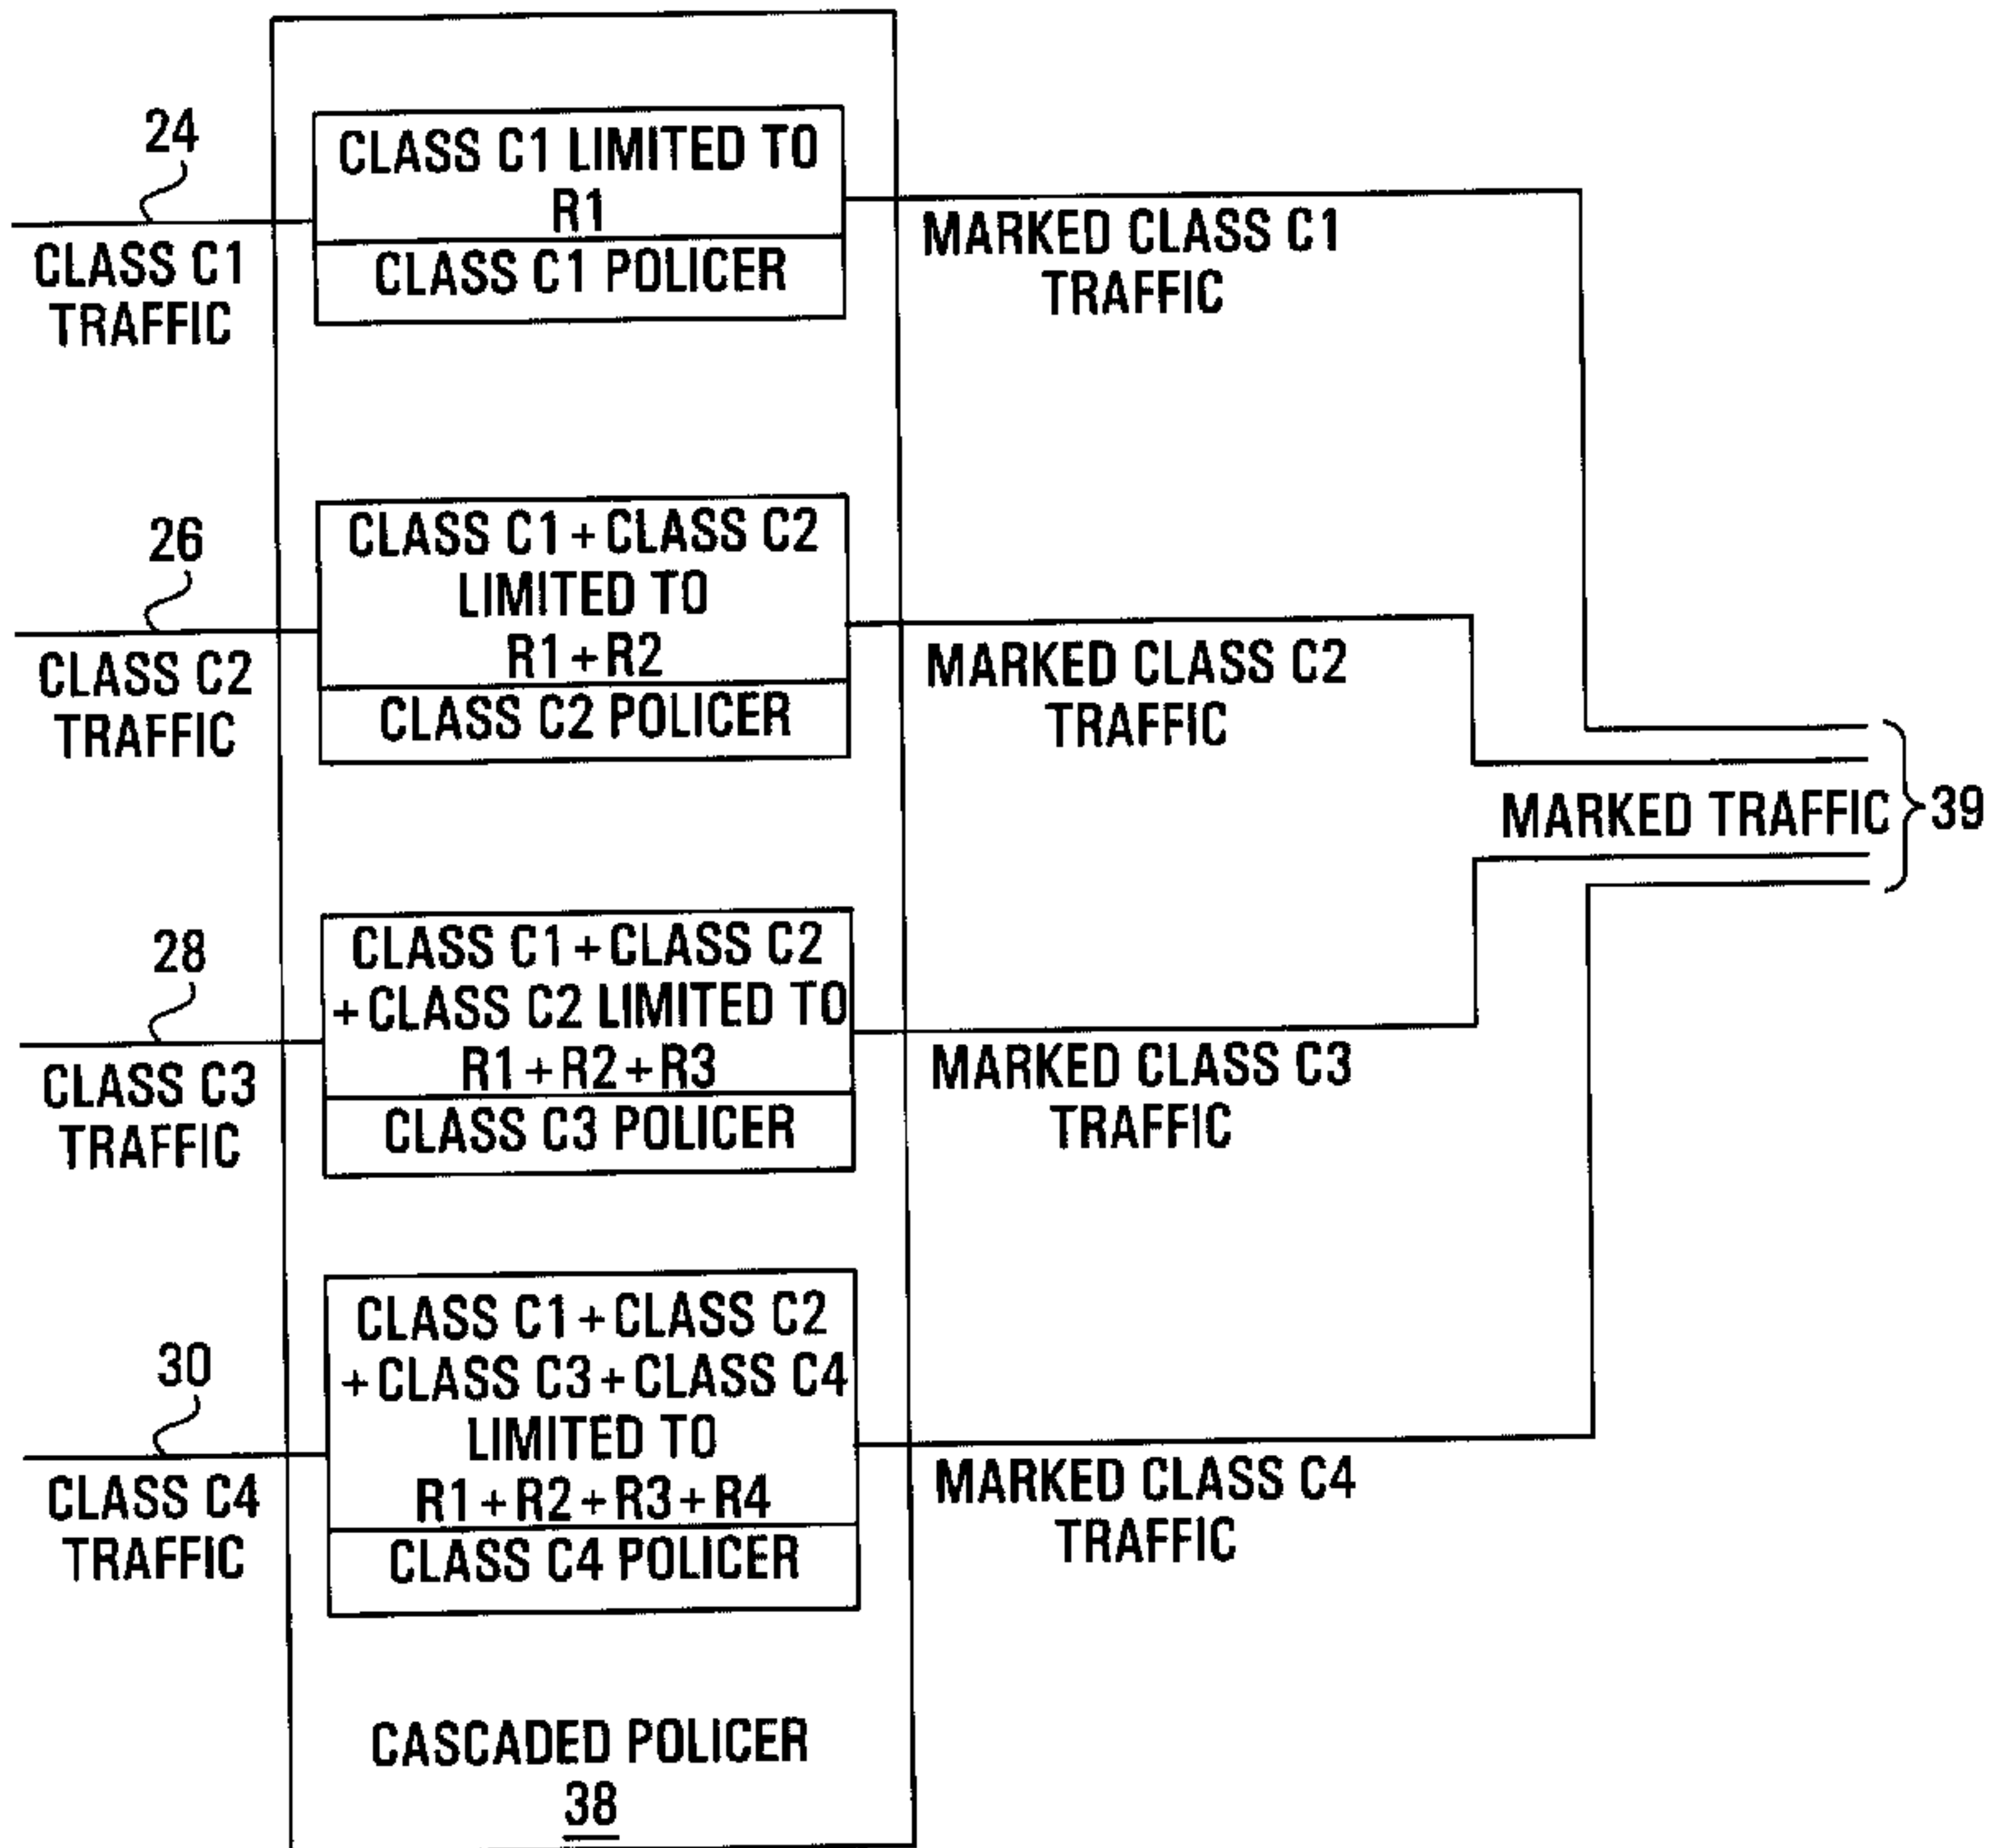 24
CLASS C1
TRAFFIC
CLASS C1 LIMITED TO
R1
CLASS C1 POLICER
MARKED CLASS C1
TRAFFIC
26
CLASS C2
TRAFFIC
CLASS C1+CLASS C2
LIMITED TO
R1+R2
CLASS C2 POLICER
MARKED CLASS C2
TRAFFIC
MARKED TRAFFIC
39
28
CLASS C3
TRAFFIC
CLASS C1+CLASS C2
+CLASS C2 LIMITED TO
R1+R2+R3
CLASS C3 POLICER
MARKED CLASS C3
TRAFFIC
30
CLASS C4
TRAFFIC
CLASS C1+CLASS C2
+CLASS C3+CLASS C4
LIMITED TO
R1+R2+R3+R4
CLASS C4 POLICER
MARKED CLASS C4
TRAFFIC
CASCADED POLICER
38